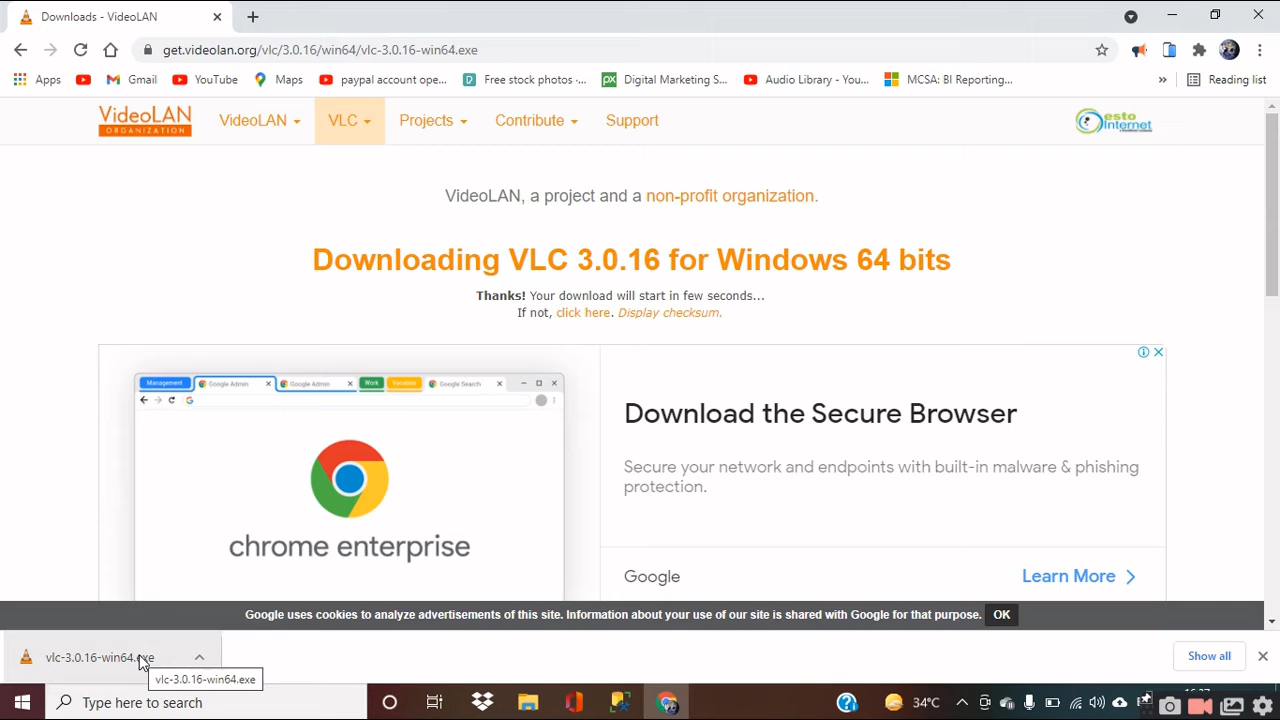 Downloads - VideoLAN
get.videolan.org/vlc/3.0.16/win64/vlc-3.0.16-win64.exe
Apps Gmail YouTube Maps paypal account ope... Free stock photos -... Digital Marketing S... Audio Library - You... MCSA: BI Reporting... » Reading list
VideoLAN
ORGANIZATION
VideoLAN VLC Projects Contribute Support
esto
Internet
VideoLAN, a project and a non-profit organization.
Downloading VLC 3.0.16 for Windows 64 bits
Thanks! Your download will start in few seconds...
If not, click here. Display checksum.
Management Google Admin Google Admin Work Google Search
chrome enterprise
Download the Secure Browser
Secure your network and endpoints with built-in malware & phishing
protection.
Google Learn More
Google uses cookies to analyze advertisements of this site. Information about your use of our site is shared with Google for that purpose. OK
vlc-3.0.16-win64.exe Show all
vlc-3.0.16-win64.exe
Type here to search 34°C